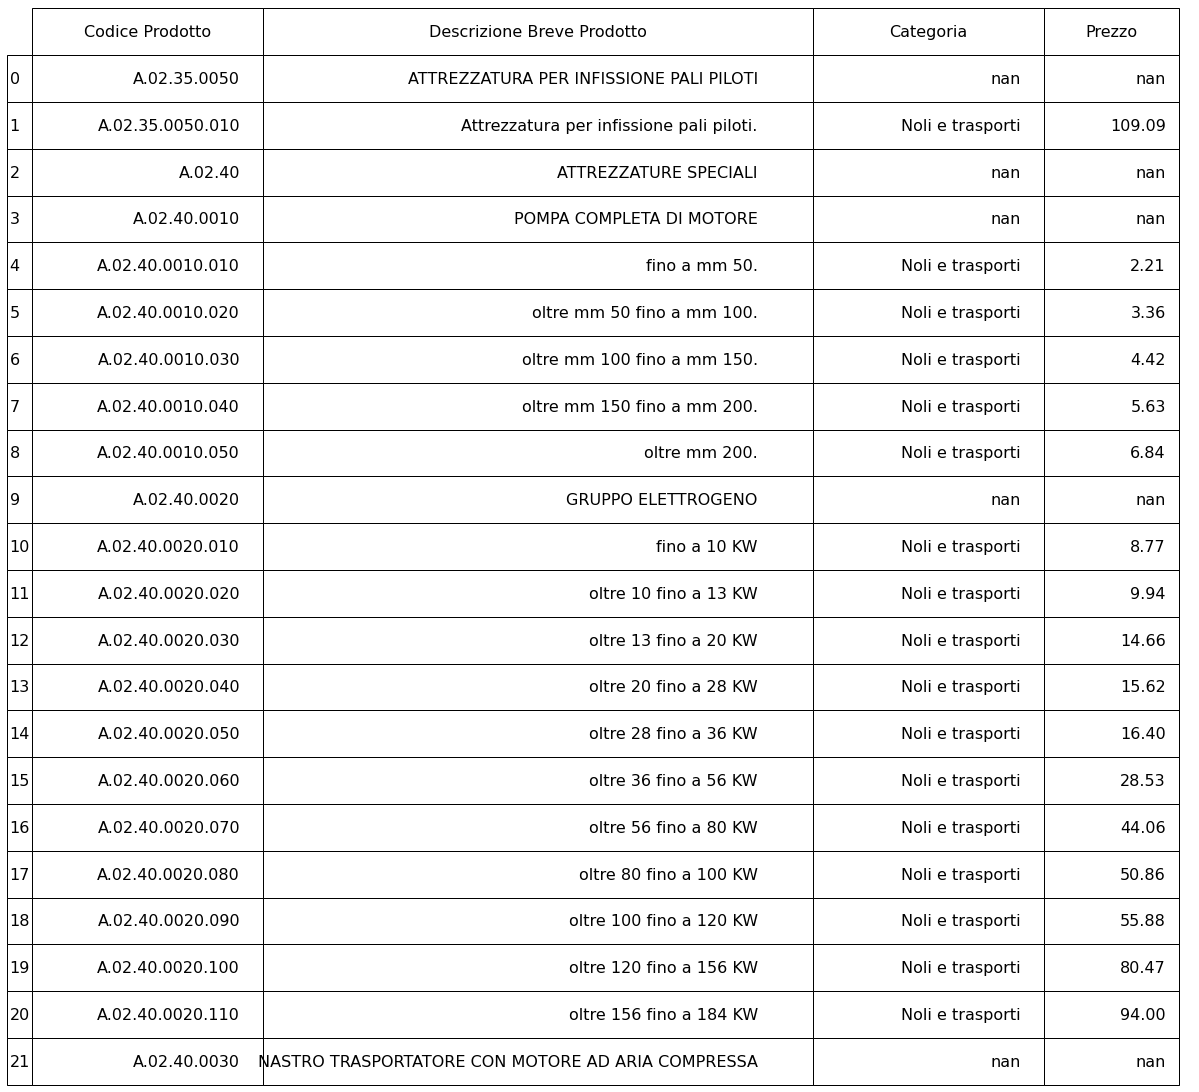 Codice Prodotto Descrizione Breve Prodotto Categoria Prezzo
0 A.02.35.0050 ATTREZZATURA PER INFISSIONE PALI PILOTI nan nan
1 A.02.35.0050.010 Attrezzatura per infissione pali piloti. Noli e trasporti 109.09
2 A.02.40 ATTREZZATURE SPECIALI nan nan
3 A.02.40.0010 POMPA COMPLETA DI MOTORE nan nan
4 A.02.40.0010.010 fino a mm 50. Noli e trasporti 2.21
5 A.02.40.0010.020 oltre mm 50 fino a mm 100. Noli e trasporti 3.36
6 A.02.40.0010.030 oltre mm 100 fino a mm 150. Noli e trasporti 4.42
7 A.02.40.0010.040 oltre mm 150 fino a mm 200. Noli e trasporti 5.63
8 A.02.40.0010.050 oltre mm 200. Noli e trasporti 6.84
9 A.02.40.0020 GRUPPO ELETTROGENO nan nan
10 A.02.40.0020.010 fino a 10 KW Noli e trasporti 8.77
11 A.02.40.0020.020 oltre 10 fino a 13 KW Noli e trasporti 9.94
12 A.02.40.0020.030 oltre 13 fino a 20 KW Noli e trasporti 14.66
13 A.02.40.0020.040 oltre 20 fino a 28 KW Noli e trasporti 15.62
14 A.02.40.0020.050 oltre 28 fino a 36 KW Noli e trasporti 16.40
15 A.02.40.0020.060 oltre 36 fino a 56 KW Noli e trasporti 28.53
16 A.02.40.0020.070 oltre 56 fino a 80 KW Noli e trasporti 44.06
17 A.02.40.0020.080 oltre 80 fino a 100 KW Noli e trasporti 50.86
18 A.02.40.0020.090 oltre 100 fino a 120 KW Noli e trasporti 55.88
19 A.02.40.0020.100 oltre 120 fino a 156 KW Noli e trasporti 80.47
20 A.02.40.0020.110 oltre 156 fino a 184 KW Noli e trasporti 94.00
21 A.02.40.0030 NASTRO TRASPORTATORE CON MOTORE AD ARIA COMPRESSA nan nan